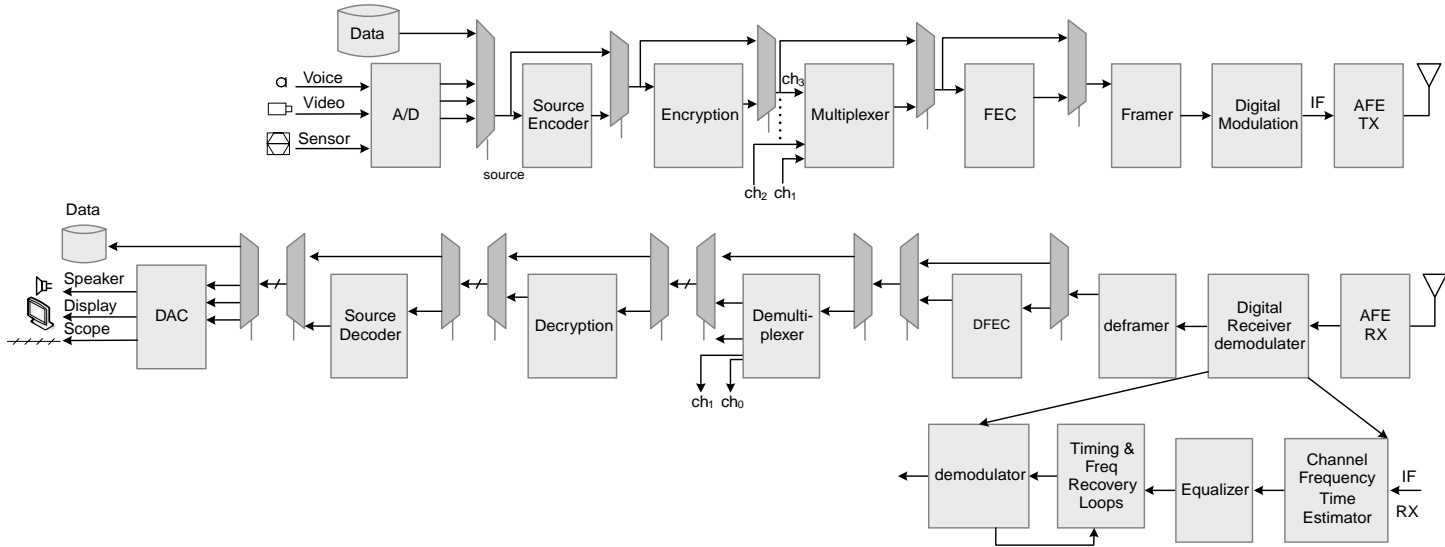 Data
Voice
Video
Sensor
A/D
source
Source
Encoder
Encryption
ch3
Multiplexer
ch2
ch1
FEC
Framer
Digital
Modulation
IF
AFE
TX
Data
Speaker
Display
Scope
DAC
Source
Decoder
Decryption
Demulti-
plexer
ch1
ch0
DFEC
deframer
Digital
Receiver
demodulater
AFE
RX
demodulator
Timing &
Freq
Recovery
Loops
Equalizer
Channel
Frequency
Time
Estimator
IF
RX